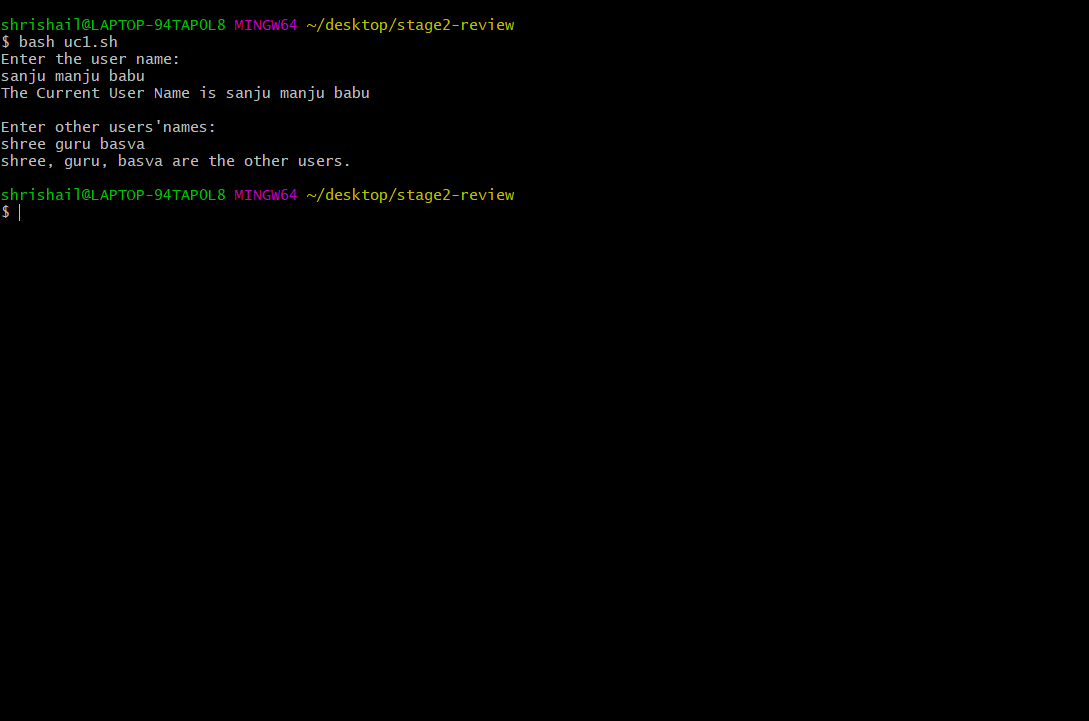 shrishail@LAPTOP-94TAPOL8 MINGW64 ~/desktop/stage2-review
$ bash uc1.sh
Enter the user name:
sanju manju babu
The Current User Name is sanju manju babu
Enter other users'names:
shree guru basva
shree, guru, basva are the other users.
shrishail@LAPTOP-94TAPOL8 MINGW64 ~/desktop/stage2-review
$